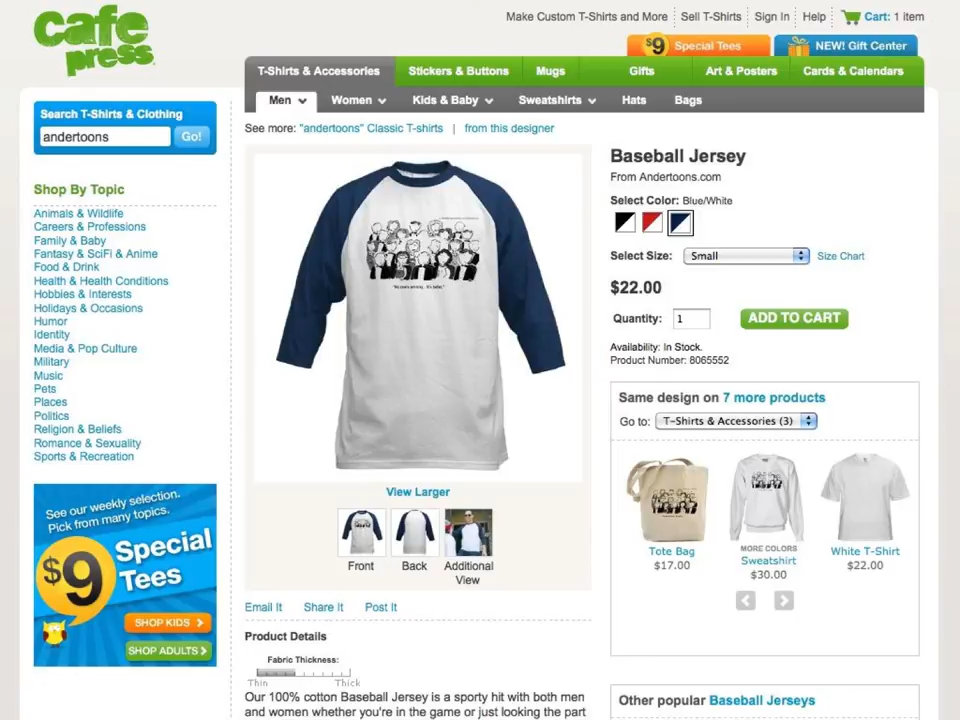 cafe
press
Make Custom T-Shirts and More
Sell T-Shirts
Sign In
Help
Cart: 1 item
$9 Special Tees
NEW! Gift Center
T-Shirts & Accessories
Stickers & Buttons
Mugs
Gifts
Art & Posters
Cards & Calendars
Men
Women
Kids & Baby
Sweatshirts
Hats
Bags
Search T-Shirts & Clothing
andertoons
Go!
See more: "andertoons" Classic T-shirts | from this designer
Shop By Topic
Animals & Wildlife
Careers & Professions
Family & Baby
Fantasy & SciFi & Anime
Food & Drink
Health & Health Conditions
Hobbies & Interests
Holidays & Occasions
Humor
Identity
Media & Pop Culture
Military
Music
Pets
Places
Politics
Religion & Beliefs
Romance & Sexuality
Sports & Recreation
See our weekly selection.
Pick from many topics.
$9 Special
Tees
SHOP KIDS
SHOP ADULTS
View Larger
Front
Back
Additional
View
Email It
Share It
Post It
Product Details
Fabric Thickness:
Thin
Thick
Our 100% cotton Baseball Jersey is a sporty hit with both men
and women whether you're in the game or just looking the part
Baseball Jersey
From Andertoons.com
Select Color: Blue/White
Select Size:
Small
Size Chart
$22.00
Quantity:
1
ADD TO CART
Availability: In Stock.
Product Number: 8065552
Same design on 7 more products
Go to:
T-Shirts & Accessories (3)
Tote Bag
$17.00
MORE COLORS
Sweatshirt
$30.00
White T-Shirt
$22.00
Other popular Baseball Jerseys